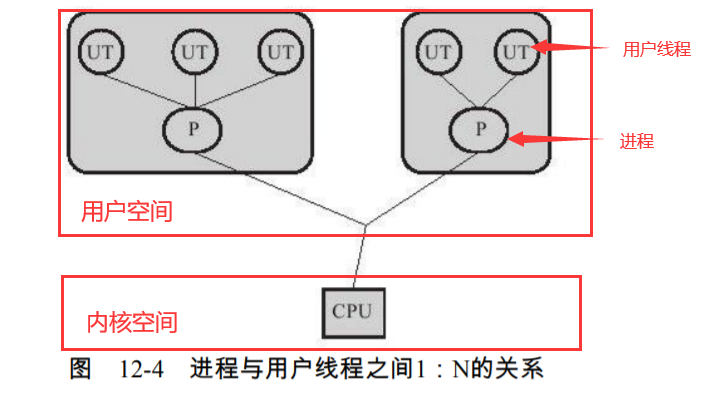 UT UT UT UT UT 用户线程
P P 进程
用户空间
内核空间 CPU
图 12-4 进程与用户线程之间1：N的关系